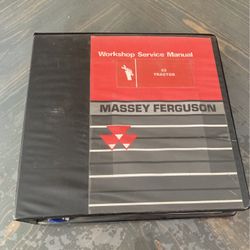 Workshop Service Manual
TRACTOR
MASSEY FERGUSON